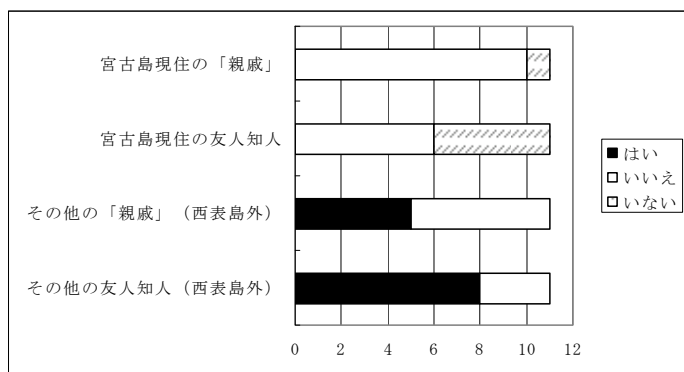 宮古島現住の「親戚」
宮古島現住の友人知人
その他の「親戚」（西表島外）
その他の友人知人（西表島外）
はい
いいえ
いない
0 2 4 6 8 10 12